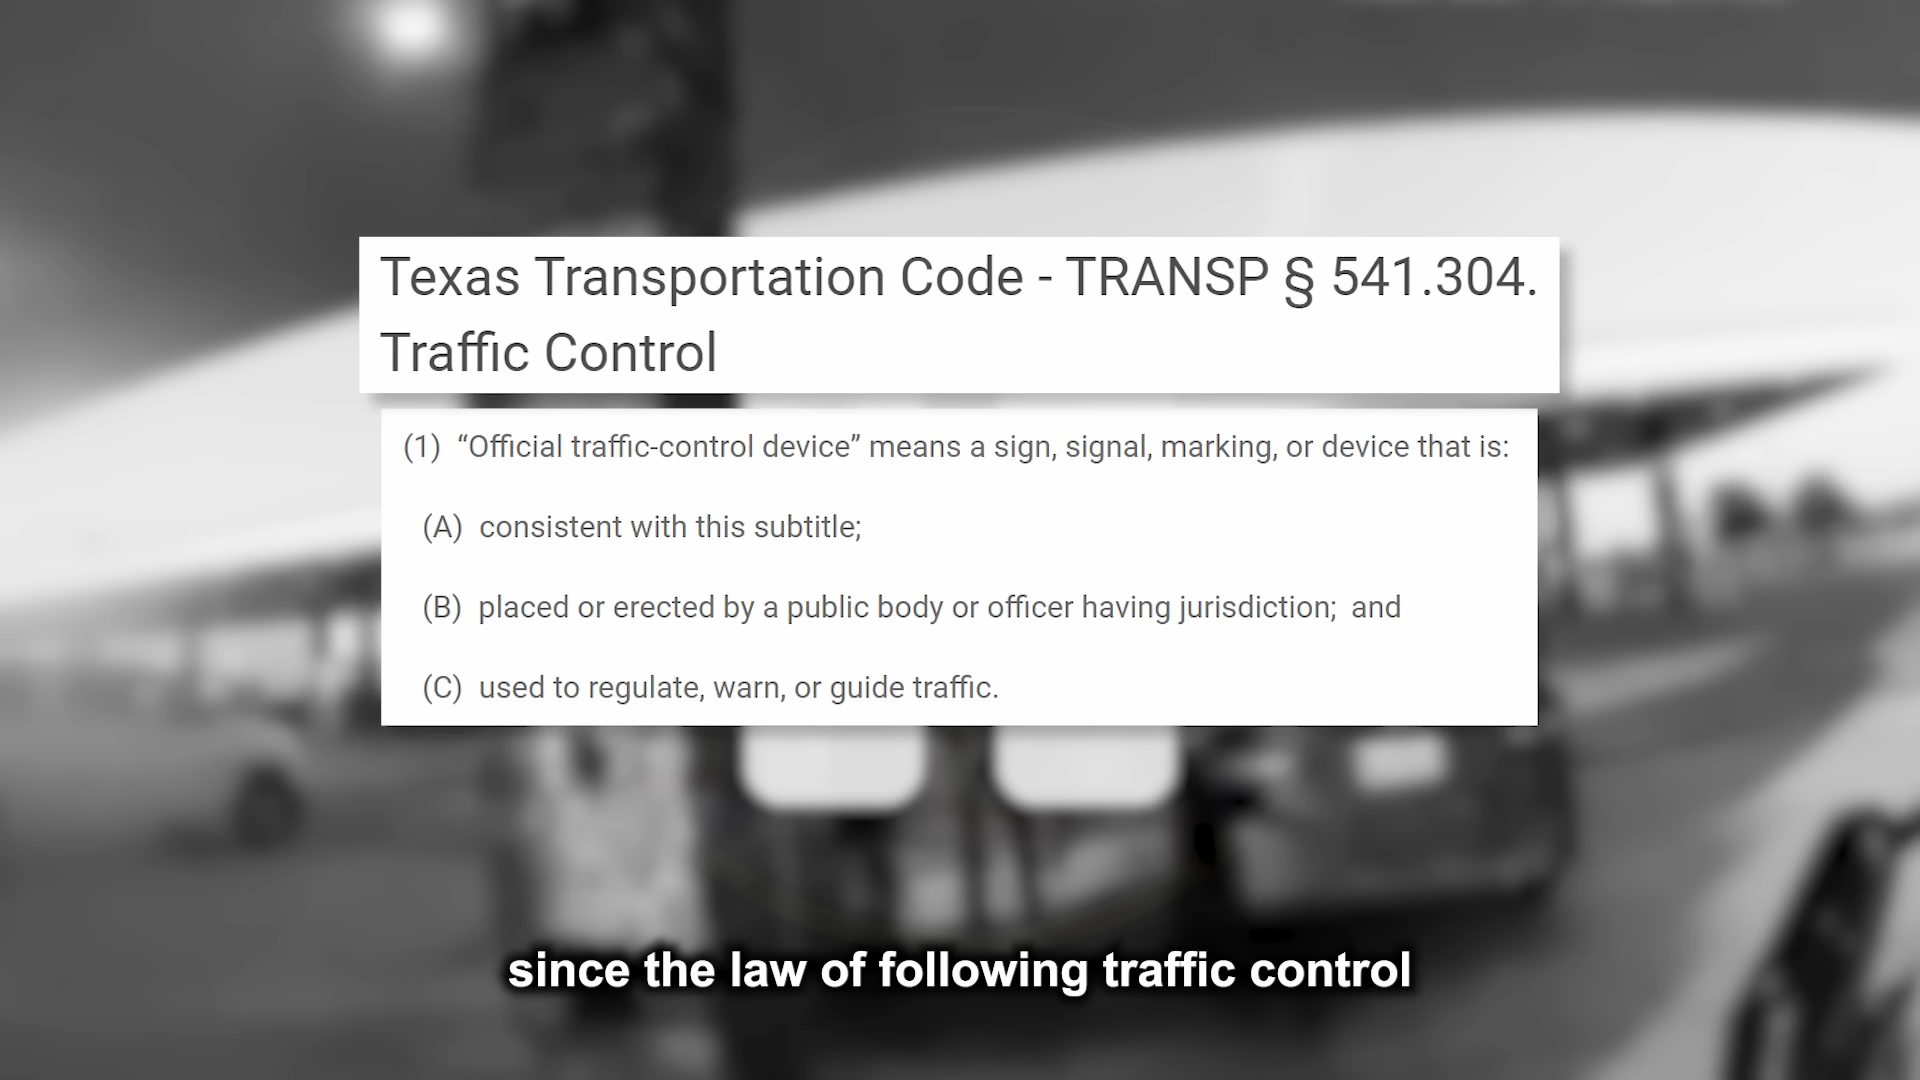 Texas Transportation Code - TRANSP § 541.304.
Traffic Control
(1) “Official traffic-control device” means a sign, signal, marking, or device that is:
(A) consistent with this subtitle;
(B) placed or erected by a public body or officer having jurisdiction; and
(C) used to regulate, warn, or guide traffic.
since the law of following traffic control